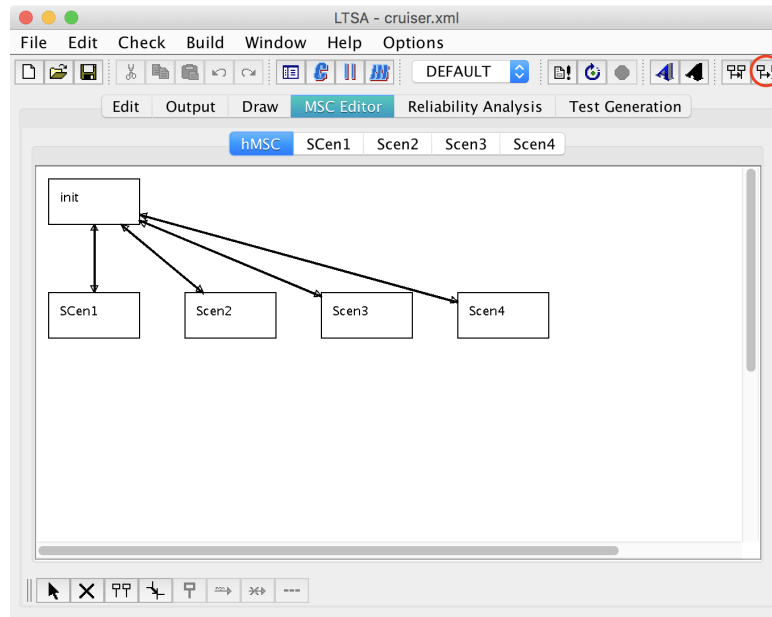 LTSA - cruiser.xml
File Edit Check Build Window Help Options
DEFAULT
Edit Output Draw MSC Editor Reliability Analysis Test Generation
hMSC SCen1 Scen2 Scen3 Scen4
init
SCen1 Scen2 Scen3 Scen4